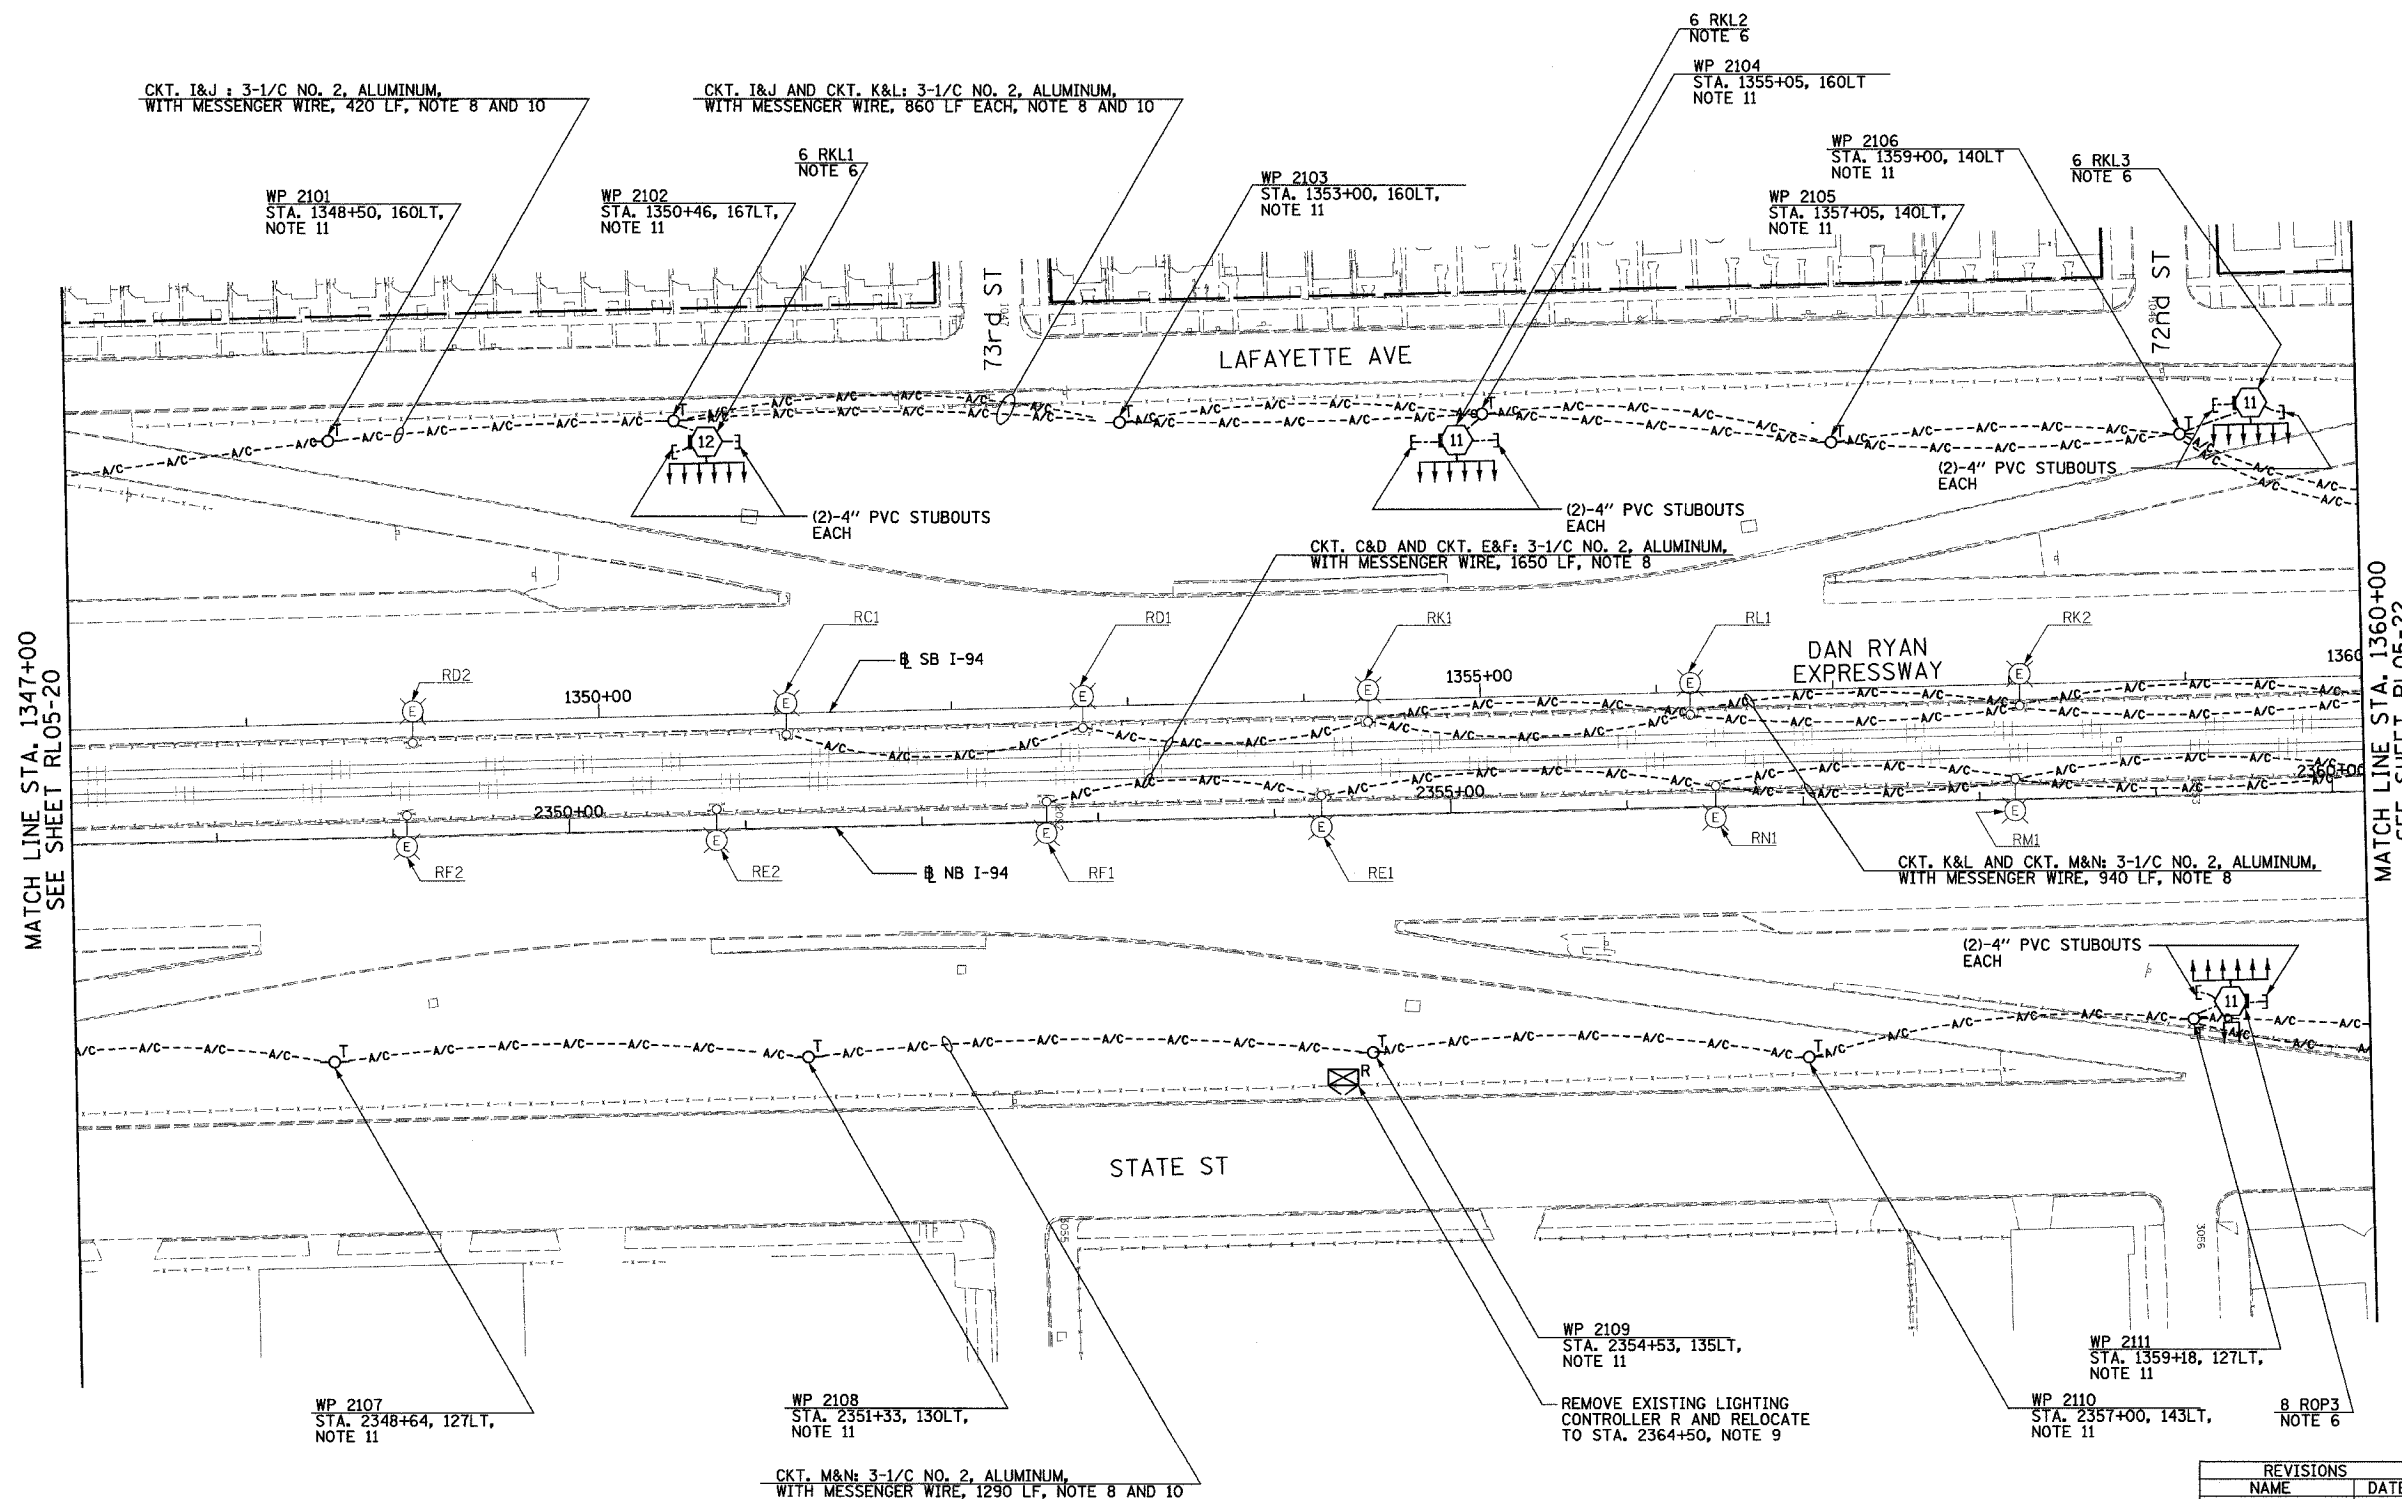 6 RKL2
NOTE 6
WP 2104
STA. 1355+05, 160LT
NOTE 11
CKT. I&J : 3-1/C NO. 2, ALUMINUM,
WITH MESSENGER WIRE, 420 LF, NOTE 8 AND 10
CKT. I&J AND CKT. K&L: 3-1/C NO. 2, ALUMINUM,
WITH MESSENGER WIRE, 860 LF EACH, NOTE 8 AND 10
6 RKL1
NOTE 6
WP 2106
STA. 1359+00, 140LT
NOTE 11
6 RKL3
NOTE 6
WP 2101
STA. 1348+50, 160LT,
NOTE 11
WP 2102
STA. 1350+46, 167LT,
NOTE 11
WP 2103
STA. 1353+00, 160LT,
NOTE 11
WP 2105
STA. 1357+05, 140LT,
NOTE 11
73rd ST
LAFAYETTE AVE
72nd ST
12
11
11
(2)-4" PVC STUBOUTS
EACH
(2)-4" PVC STUBOUTS
EACH
(2)-4" PVC STUBOUTS
EACH
CKT. C&D AND CKT. E&F: 3-1/C NO. 2, ALUMINUM,
WITH MESSENGER WIRE, 1650 LF, NOTE 8
MATCH LINE STA. 1347+00
SEE SHEET RL05-20
MATCH LINE STA. 1360+00
SEE SHEET RL05-22
RD2
RC1
RD1
RK1
RL1
RK2
DAN RYAN
EXPRESSWAY
℄ SB I-94
1350+00
1355+00
1360
2350+00
2355+00
2360+00
RF2
RE2
℄ NB I-94
RF1
RE1
RN1
RM1
CKT. K&L AND CKT. M&N: 3-1/C NO. 2, ALUMINUM,
WITH MESSENGER WIRE, 940 LF, NOTE 8
(2)-4" PVC STUBOUTS
EACH
11
R
STATE ST
3055
3056
WP 2107
STA. 2348+64, 127LT,
NOTE 11
WP 2108
STA. 2351+33, 130LT,
NOTE 11
WP 2109
STA. 2354+53, 135LT,
NOTE 11
REMOVE EXISTING LIGHTING
CONTROLLER R AND RELOCATE
TO STA. 2364+50, NOTE 9
WP 2111
STA. 1359+18, 127LT,
NOTE 11
WP 2110
STA. 2357+00, 143LT,
NOTE 11
8 ROP3
NOTE 6
CKT. M&N: 3-1/C NO. 2, ALUMINUM,
WITH MESSENGER WIRE, 1290 LF, NOTE 8 AND 10
REVISIONS
NAME
DATE